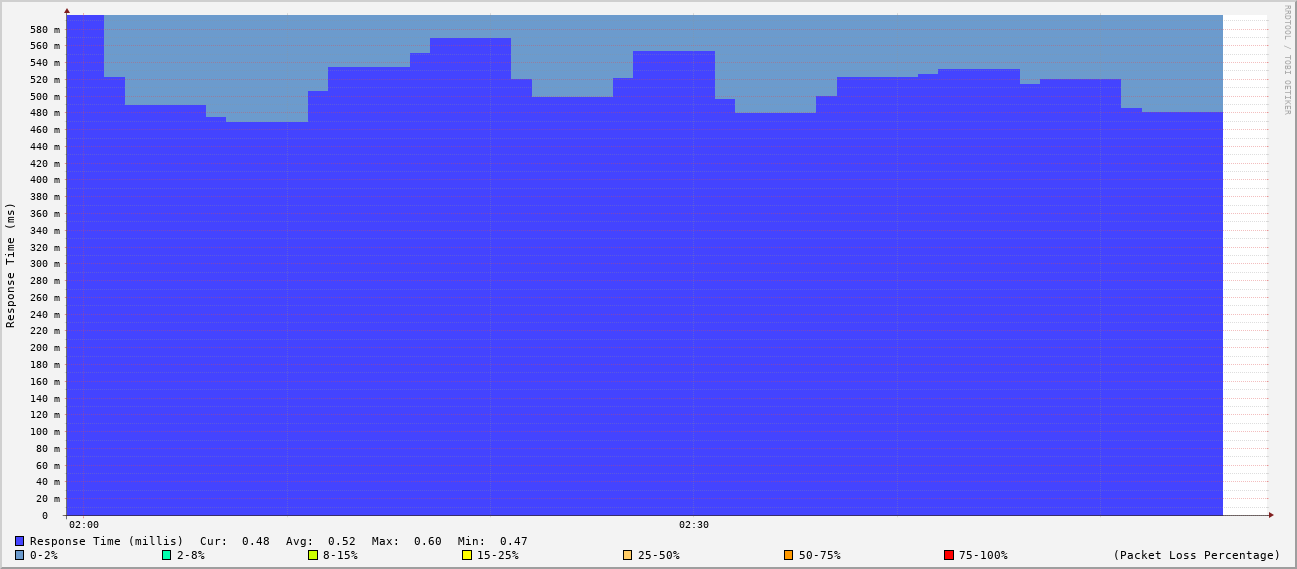 RRDTOOL / TOBI OETIKER
Response Time (ms)
580 m
560 m
540 m
520 m
500 m
480 m
460 m
440 m
420 m
400 m
380 m
360 m
340 m
320 m
300 m
280 m
260 m
240 m
220 m
200 m
180 m
160 m
140 m
120 m
100 m
80 m
60 m
40 m
20 m
0
02:00 02:30
Response Time (millis) Cur: 0.48 Avg: 0.52 Max: 0.60 Min: 0.47
0-2% 2-8% 8-15% 15-25% 25-50% 50-75% 75-100% (Packet Loss Percentage)